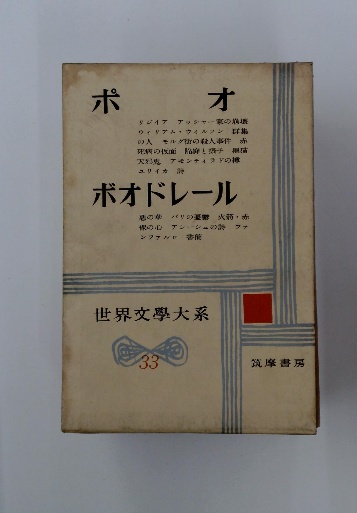 ポオ
リジイア アッシャー家の崩壊
ウィリアム・ウィルソン 群集
の人 モルグ街の殺人事件 赤
死病の仮面 陥穽と振子 黒猫
天邪鬼 アモンティラドの樽
ユリイカ 詩
ボオドレール
悪の華 パリの憂鬱 火箭・赤
裸の心 アシーシュの詩 ファ
ンファルロ 書簡
世界文學大系
33
筑摩書房